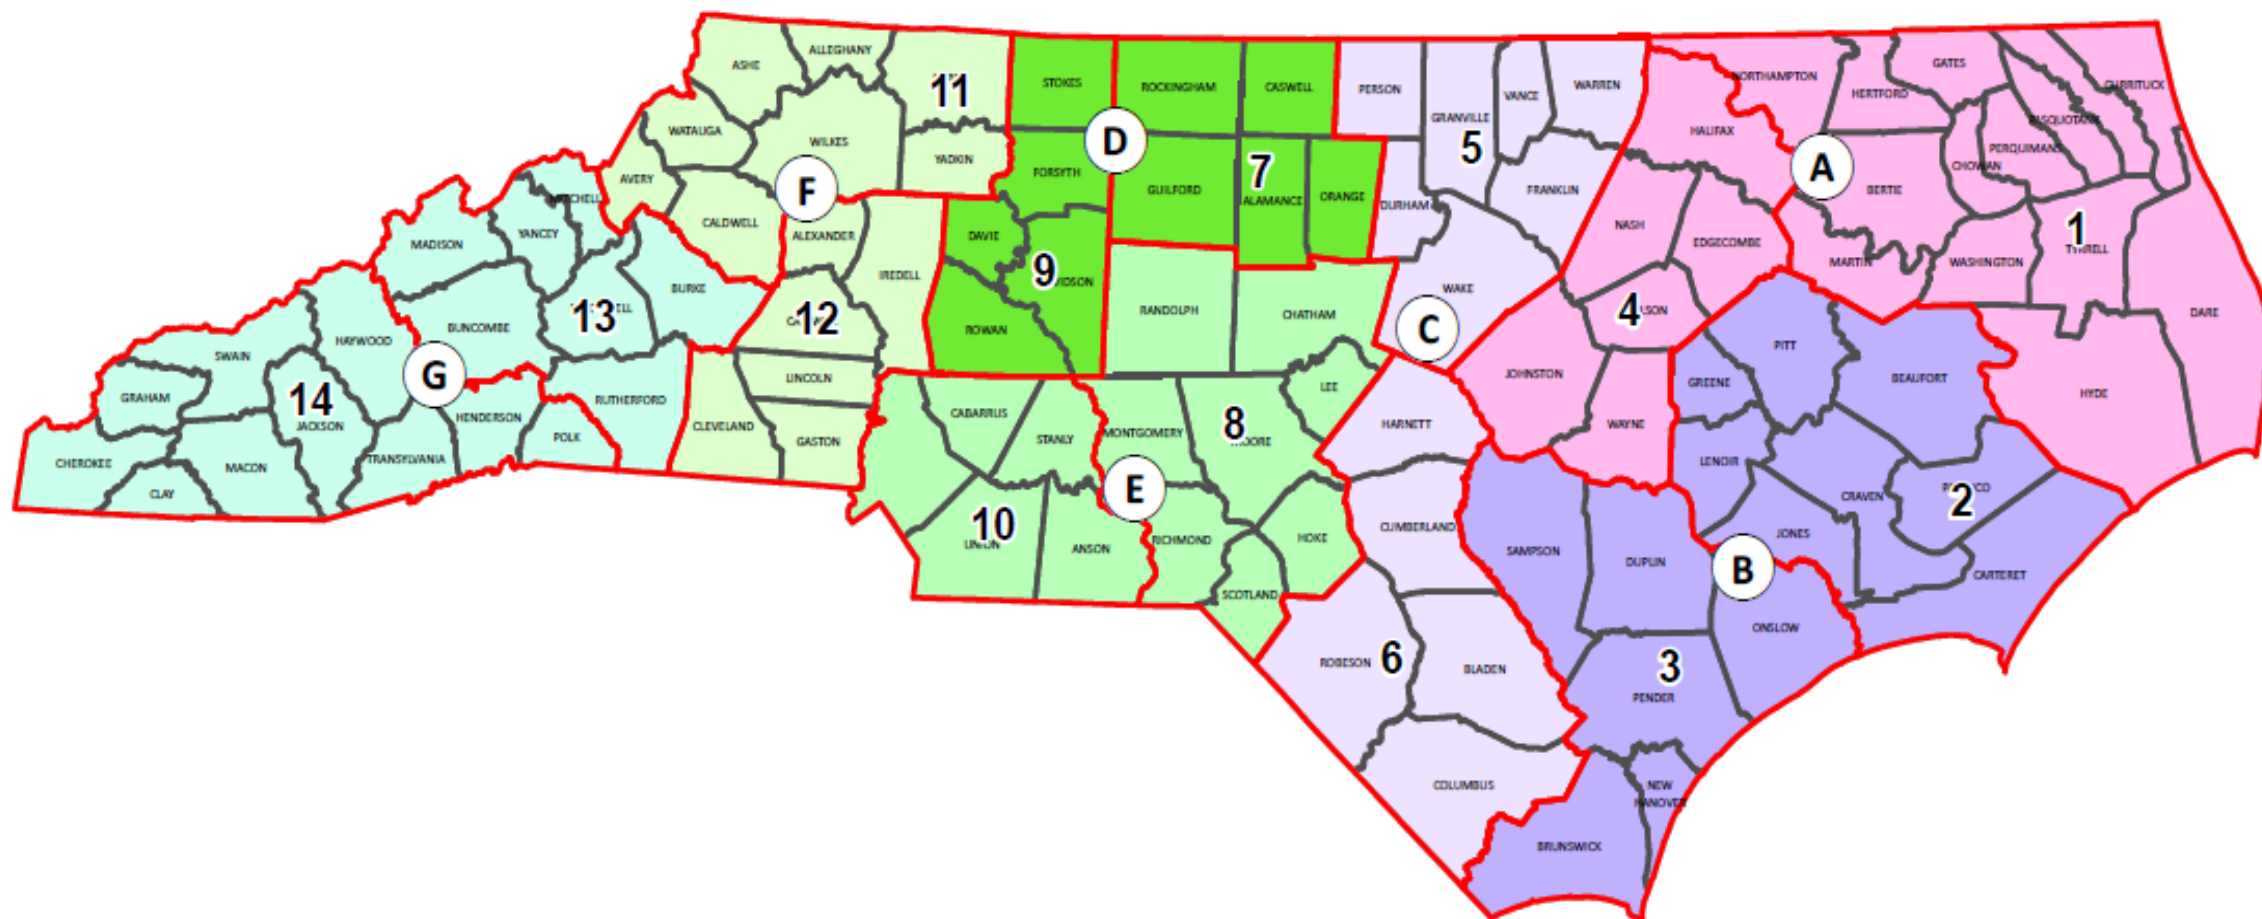 ASHE
ALLEGHANY
11
STOKES
ROCKINGHAM
CASWELL
PERSON
GRANVILLE
VANCE
WARREN
NORTHAMPTON
GATES
HERTFORD
CURRITUCK
WATAUGA
WILKES
YADKIN
D
FORSYTH
GUILFORD
7
ALAMANCE
ORANGE
DURHAM
5
FRANKLIN
HALIFAX
A
BERTIE
CHOWAN
PERQUIMANS
PASQUOTANK
AVERY
F
CALDWELL
ALEXANDER
IREDELL
DAVIE
9
MITCHELL
YANCEY
MADISON
NASH
EDGECOMBE
MARTIN
WASHINGTON
1
BURKE
13
BUNCOMBE
HAYWOOD
SWAIN
12
ROWAN
RANDOLPH
CHATHAM
WAKE
C
4
DARE
G
GRAHAM
14
JACKSON
HENDERSON
RUTHERFORD
POLK
LINCOLN
CLEVELAND
GASTON
CABARRUS
STANLY
MONTGOMERY
8
LEE
HARNETT
JOHNSTON
WAYNE
GREENE
PITT
BEAUFORT
HYDE
CHEROKEE
CLAY
MACON
TRANSYLVANIA
10
ANSON
E
RICHMOND
HOKE
SCOTLAND
CUMBERLAND
SAMPSON
DUPLIN
LENOIR
CRAVEN
2
JONES
CARTERET
B
ONSLOW
ROBESON
6
BLADEN
3
PENDER
COLUMBUS
NEW
HANOVER
BRUNSWICK